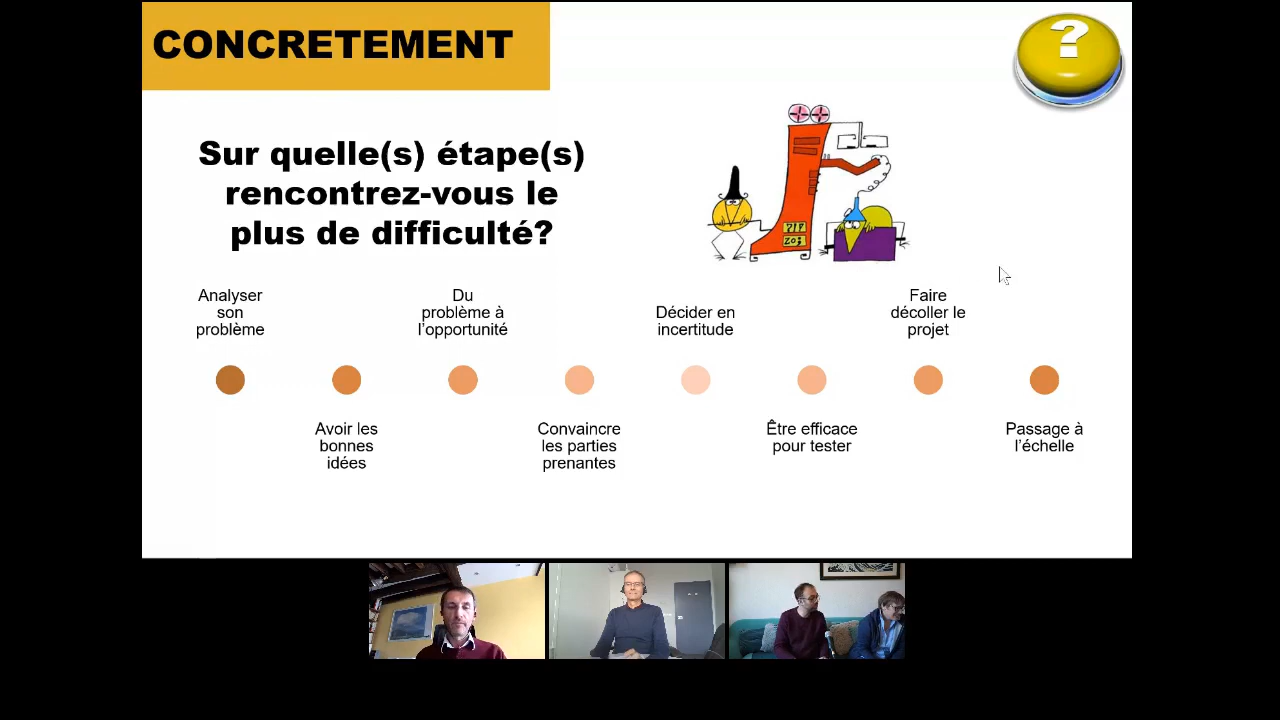 CONCRETEMENT
?
Sur quelle(s) étape(s)
rencontrez-vous le
plus de difficulté?
Analyser
son
problème
Avoir les
bonnes
idées
Du
problème à
l’opportunité
Convaincre
les parties
prenantes
Décider en
incertitude
Être efficace
pour tester
Faire
décoller le
projet
Passage à
l’échelle